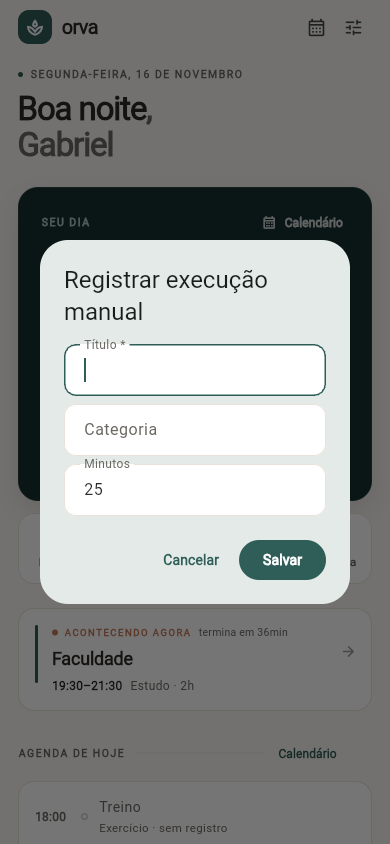 orva
SEGUNDA-FEIRA, 16 DE NOVEMBRO
Boa noite,
Gabriel
SEU DIA
Calendário
Registrar execução
manual
Título *
Categoria
Minutos
25
Cancelar
Salvar
ACONTECENDO AGORA termina em 36min
Faculdade
19:30–21:30 Estudo · 2h
AGENDA DE HOJE
Calendário
18:00
Treino
Exercício · sem registro